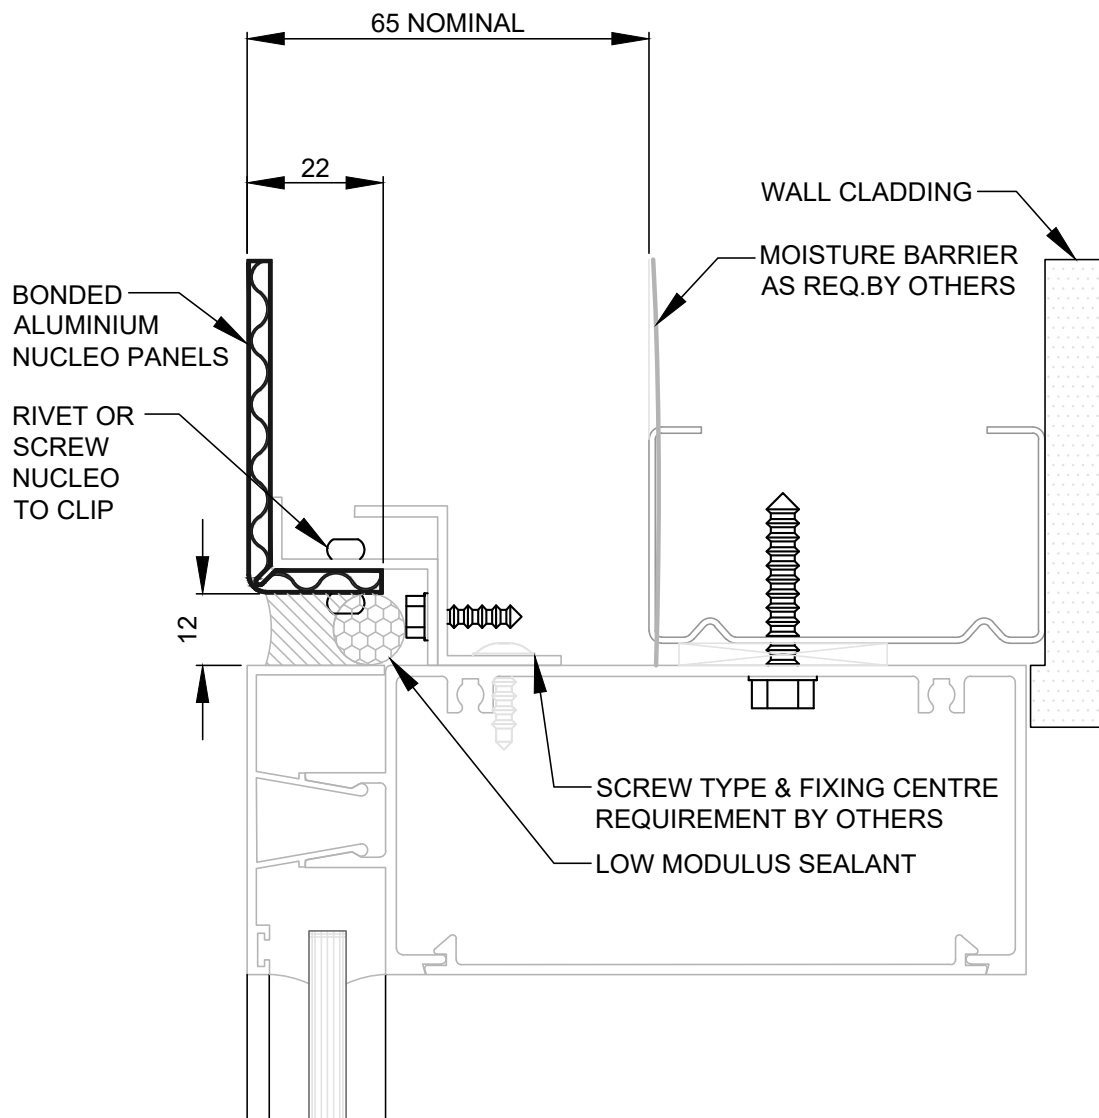 65 NOMINAL
22
WALL CLADDING
MOISTURE BARRIER
AS REQ.BY OTHERS
BONDED
ALUMINIUM
NUCLEO PANELS
RIVET OR
SCREW
NUCLEO
TO CLIP
12
SCREW TYPE & FIXING CENTRE
REQUIREMENT BY OTHERS
LOW MODULUS SEALANT